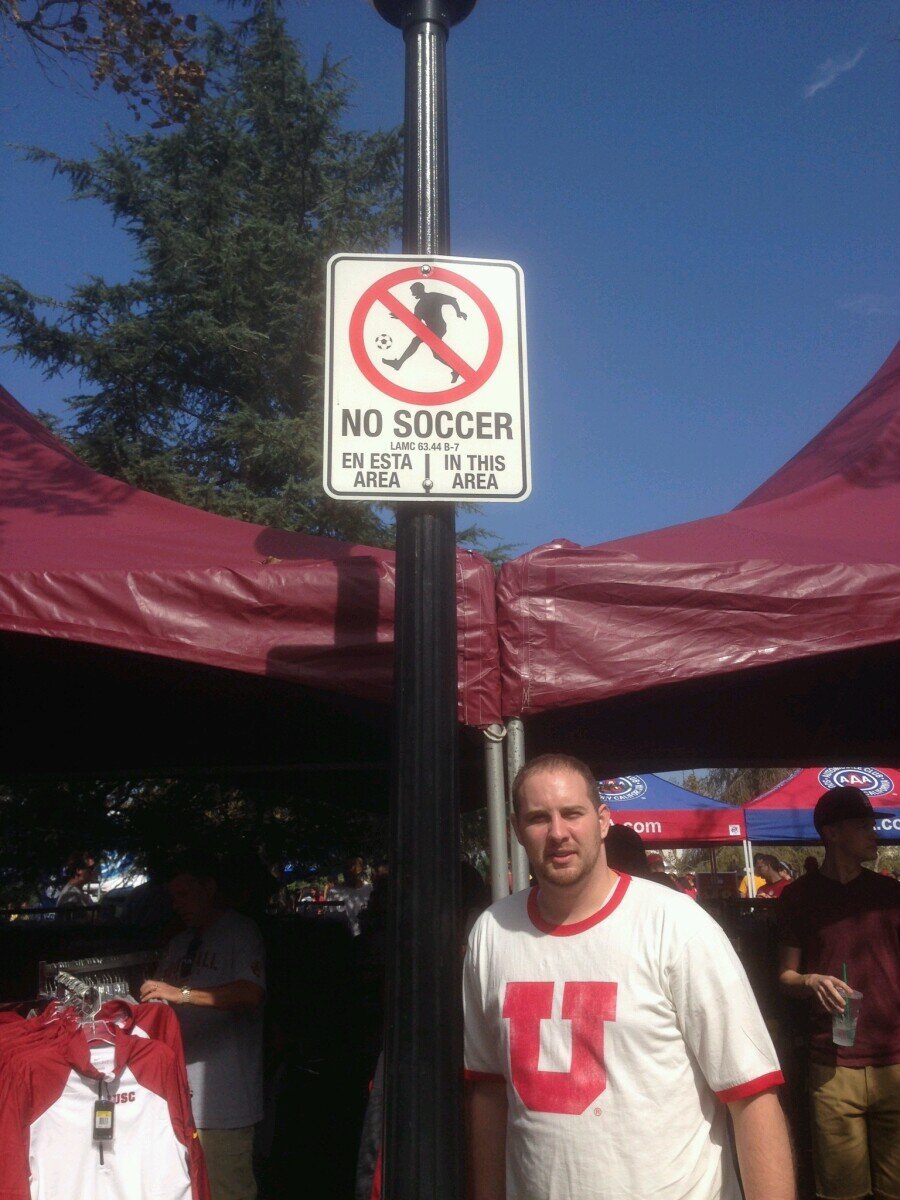 NO SOCCER
LAMC 63.44 B-7
EN ESTA AREA
IN THIS AREA
AAA
.com
U
®
USC